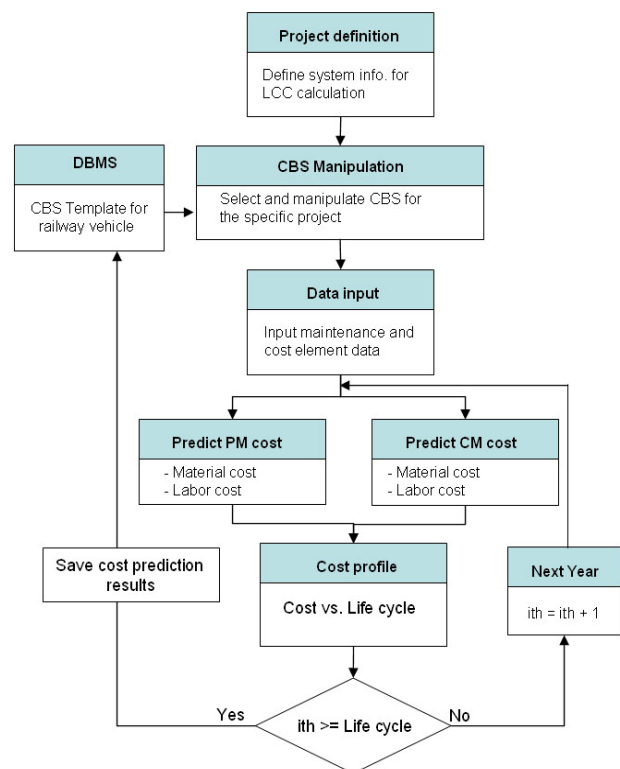 Project definition
Define system info. for
LCC calculation
DBMS
CBS Template for
railway vehicle
CBS Manipulation
Select and manipulate CBS for
the specific project
Data input
Input maintenance and
cost element data
Predict PM cost
- Material cost
- Labor cost
Predict CM cost
- Material cost
- Labor cost
Save cost prediction
results
Cost profile
Cost vs. Life cycle
Next Year
ith = ith + 1
Yes
ith >= Life cycle
No